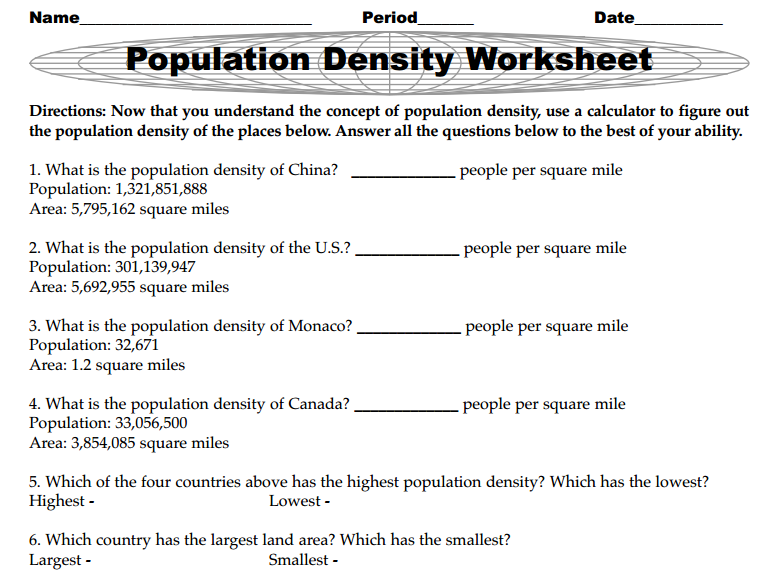 Name__________________________ Period______ Date__________
Population Density Worksheet
Directions: Now that you understand the concept of population density, use a calculator to figure out
the population density of the places below. Answer all the questions below to the best of your ability.
1. What is the population density of China? _____________ people per square mile
Population: 1,321,851,888
Area: 5,795,162 square miles
2. What is the population density of the U.S.? _____________ people per square mile
Population: 301,139,947
Area: 5,692,955 square miles
3. What is the population density of Monaco? _____________ people per square mile
Population: 32,671
Area: 1.2 square miles
4. What is the population density of Canada? _____________ people per square mile
Population: 33,056,500
Area: 3,854,085 square miles
5. Which of the four countries above has the highest population density? Which has the lowest?
Highest - Lowest -
6. Which country has the largest land area? Which has the smallest?
Largest - Smallest -